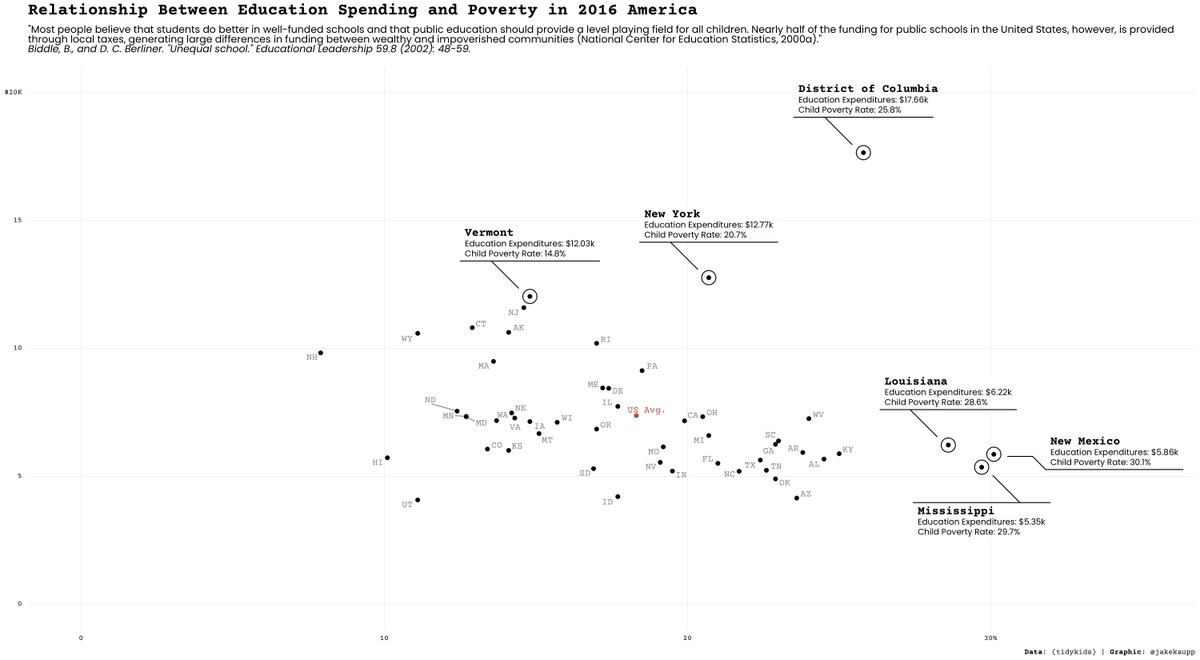 Relationship Between Education Spending and Poverty in 2016 America
"Most people believe that students do better in well-funded schools and that public education should provide a level playing field for all children. Nearly half of the funding for public schools in the United States, however, is provided
through local taxes, generating large differences in funding between wealthy and impoverished communities (National Center for Education Statistics, 2000a)."
Biddle, B., and D. C. Berliner. "Unequal school." Educational Leadership 59.8 (2002): 48-59.
$20K
District of Columbia
Education Expenditures: $17.66k
Child Poverty Rate: 25.8%
15
New York
Education Expenditures: $12.77k
Child Poverty Rate: 20.7%
Vermont
Education Expenditures: $12.03k
Child Poverty Rate: 14.8%
NJ
CT
AK
WY
RI
10
NH
MA
PA
ME
DE
Louisiana
Education Expenditures: $6.22k
Child Poverty Rate: 28.6%
ND
IL
US Avg.
MN
MD
WA
NE
VA
IA
WI
OR
CA
OH
WV
MT
MI
SC
New Mexico
Education Expenditures: $5.86k
Child Poverty Rate: 30.1%
CO
KS
MO
GA
AR
KY
HI
FL
NV
TX
TN
AL
5
SD
IN
NC
OK
UT
ID
AZ
Mississippi
Education Expenditures: $5.35k
Child Poverty Rate: 29.7%
0
0
10
20
30%
Data: {tidykids} | Graphic: @jakekaupp